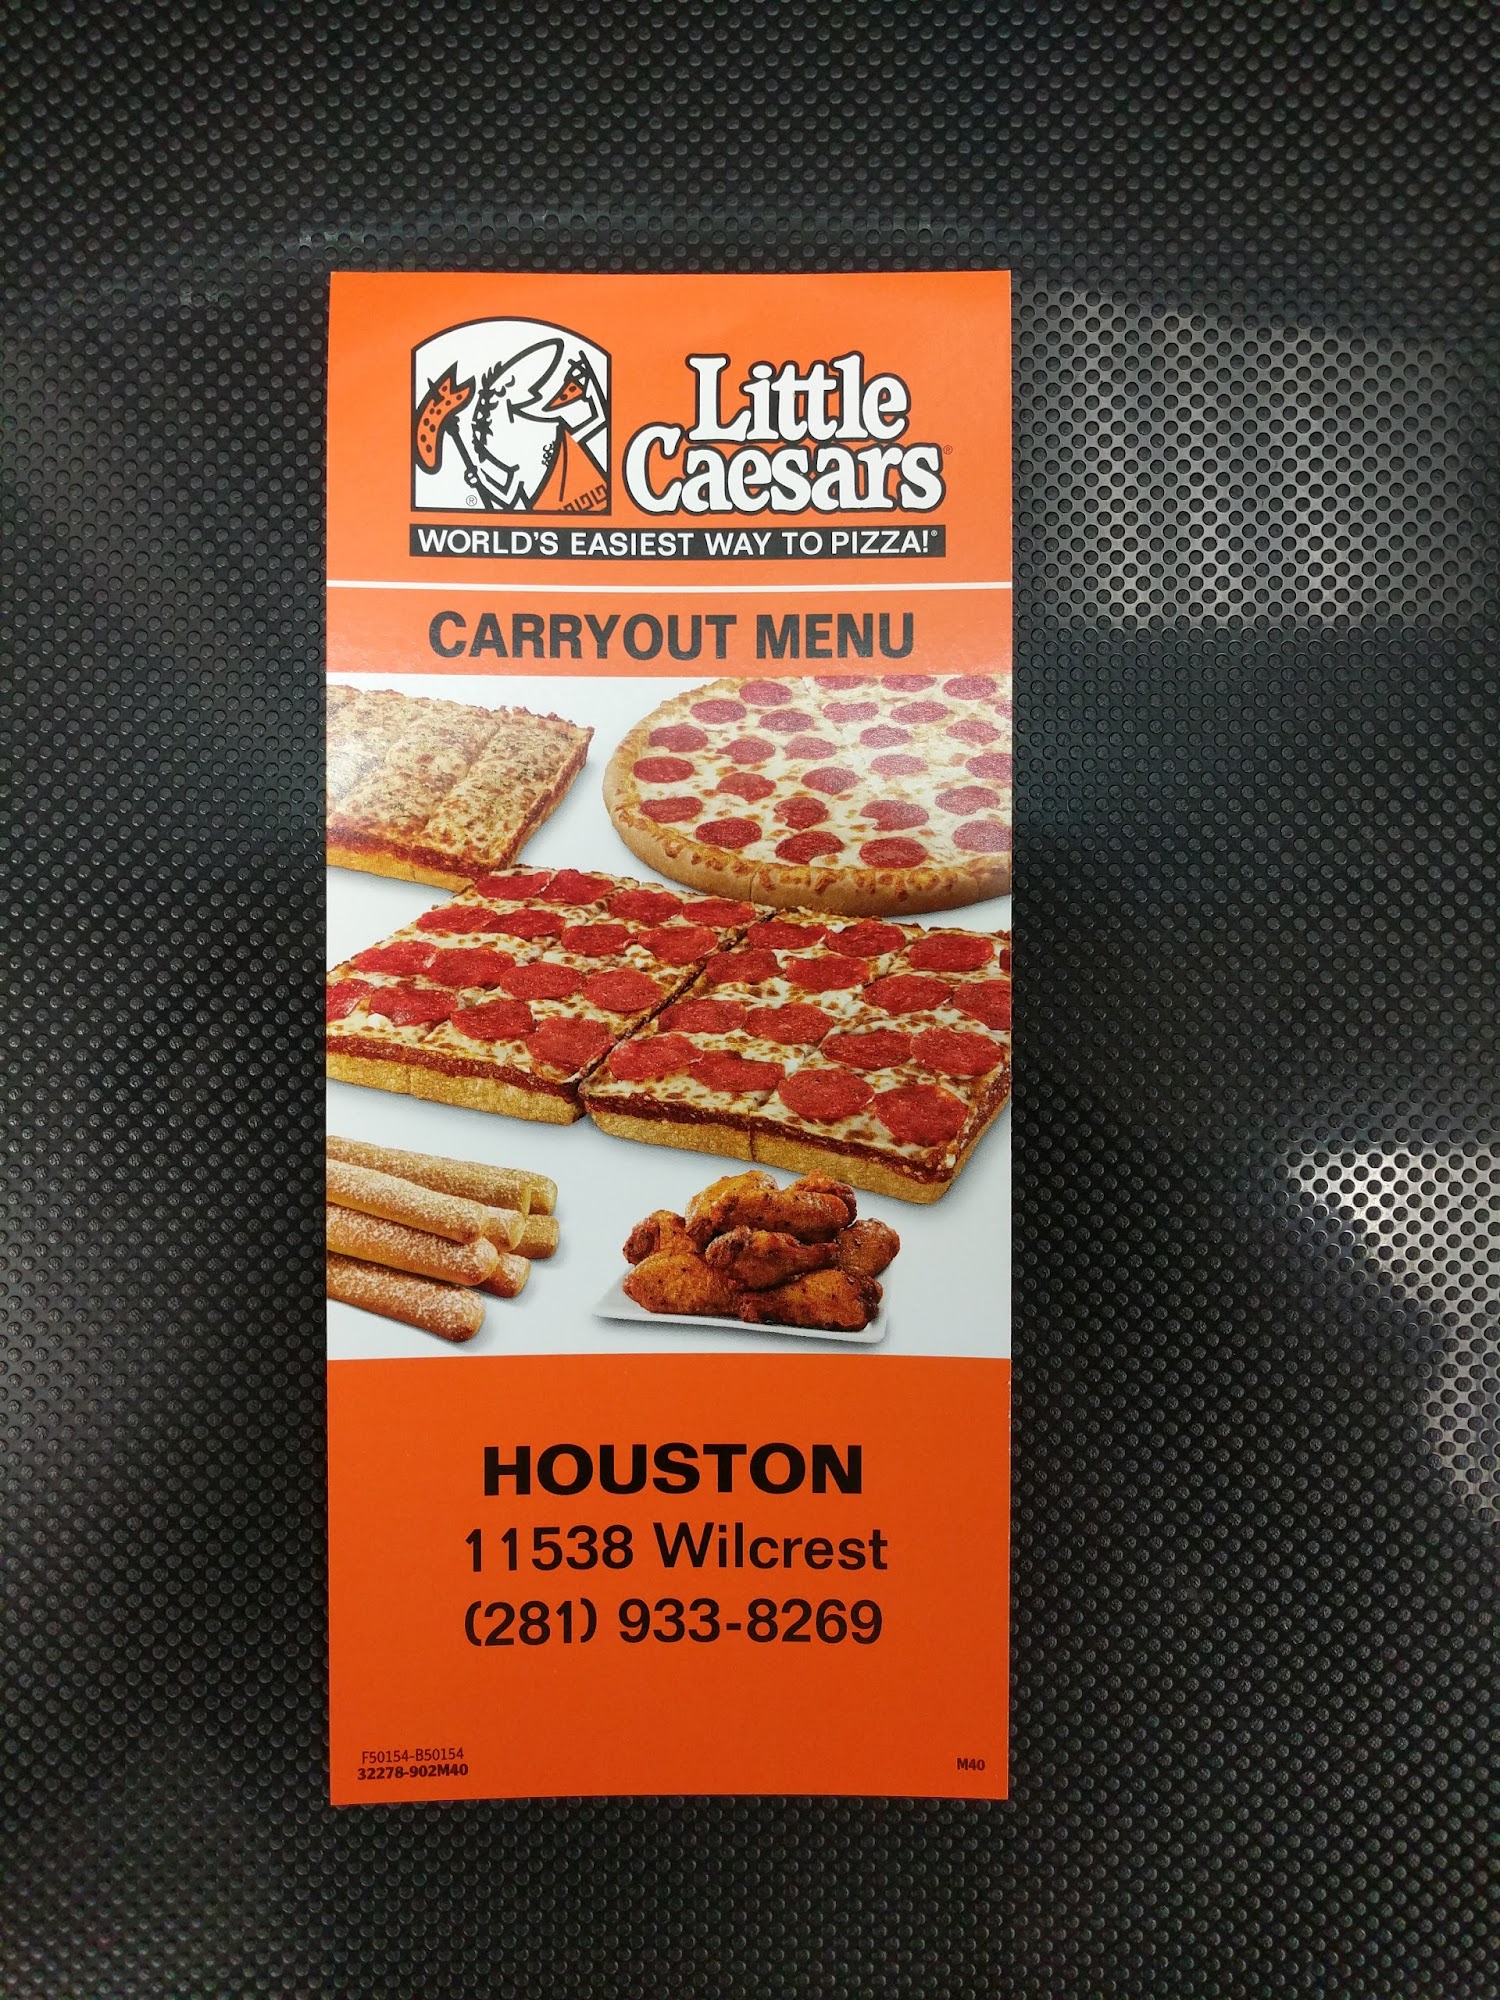 Little
Caesars®
®
WORLD'S EASIEST WAY TO PIZZA!®
CARRYOUT MENU
HOUSTON
11538 Wilcrest
(281) 933-8269
F50154-B50154
32278-902M40
M40